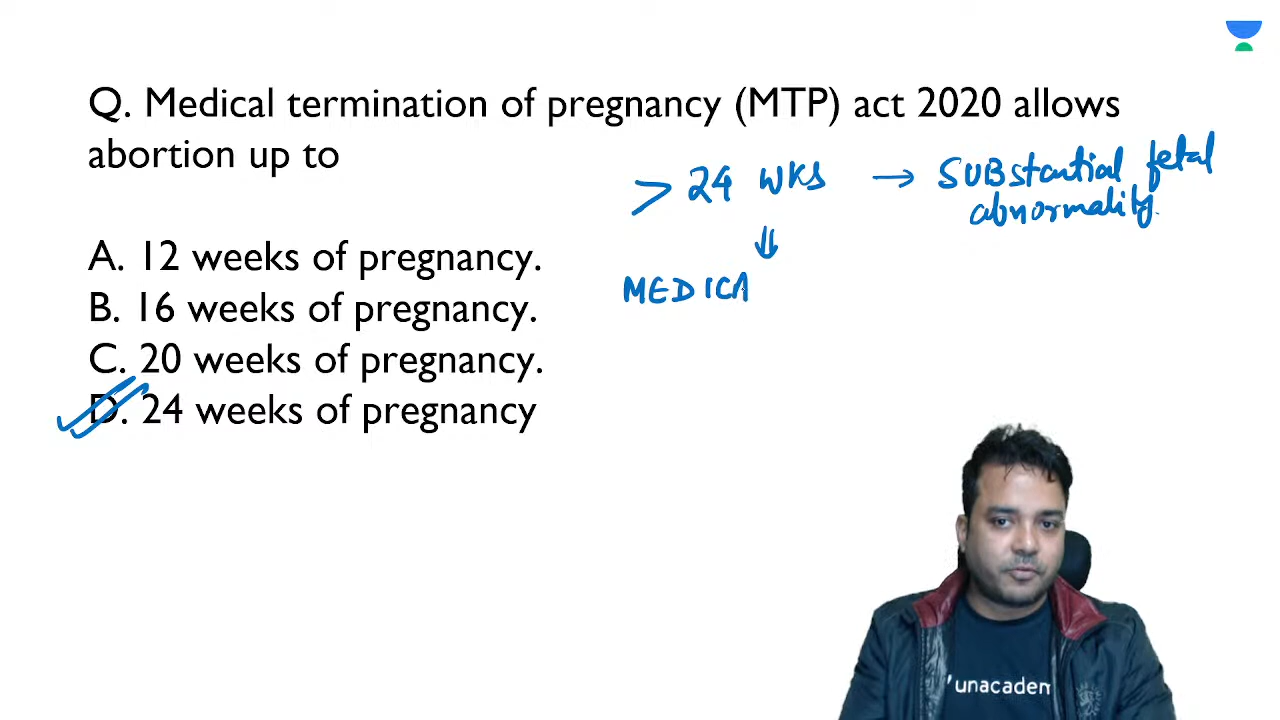 Q. Medical termination of pregnancy (MTP) act 2020 allows
abortion up to
> 24 WKS → SUBstantial fetal
abnormality.
⇓
MEDICA
A. 12 weeks of pregnancy.
B. 16 weeks of pregnancy.
C. 20 weeks of pregnancy.
D. 24 weeks of pregnancy
unacadem